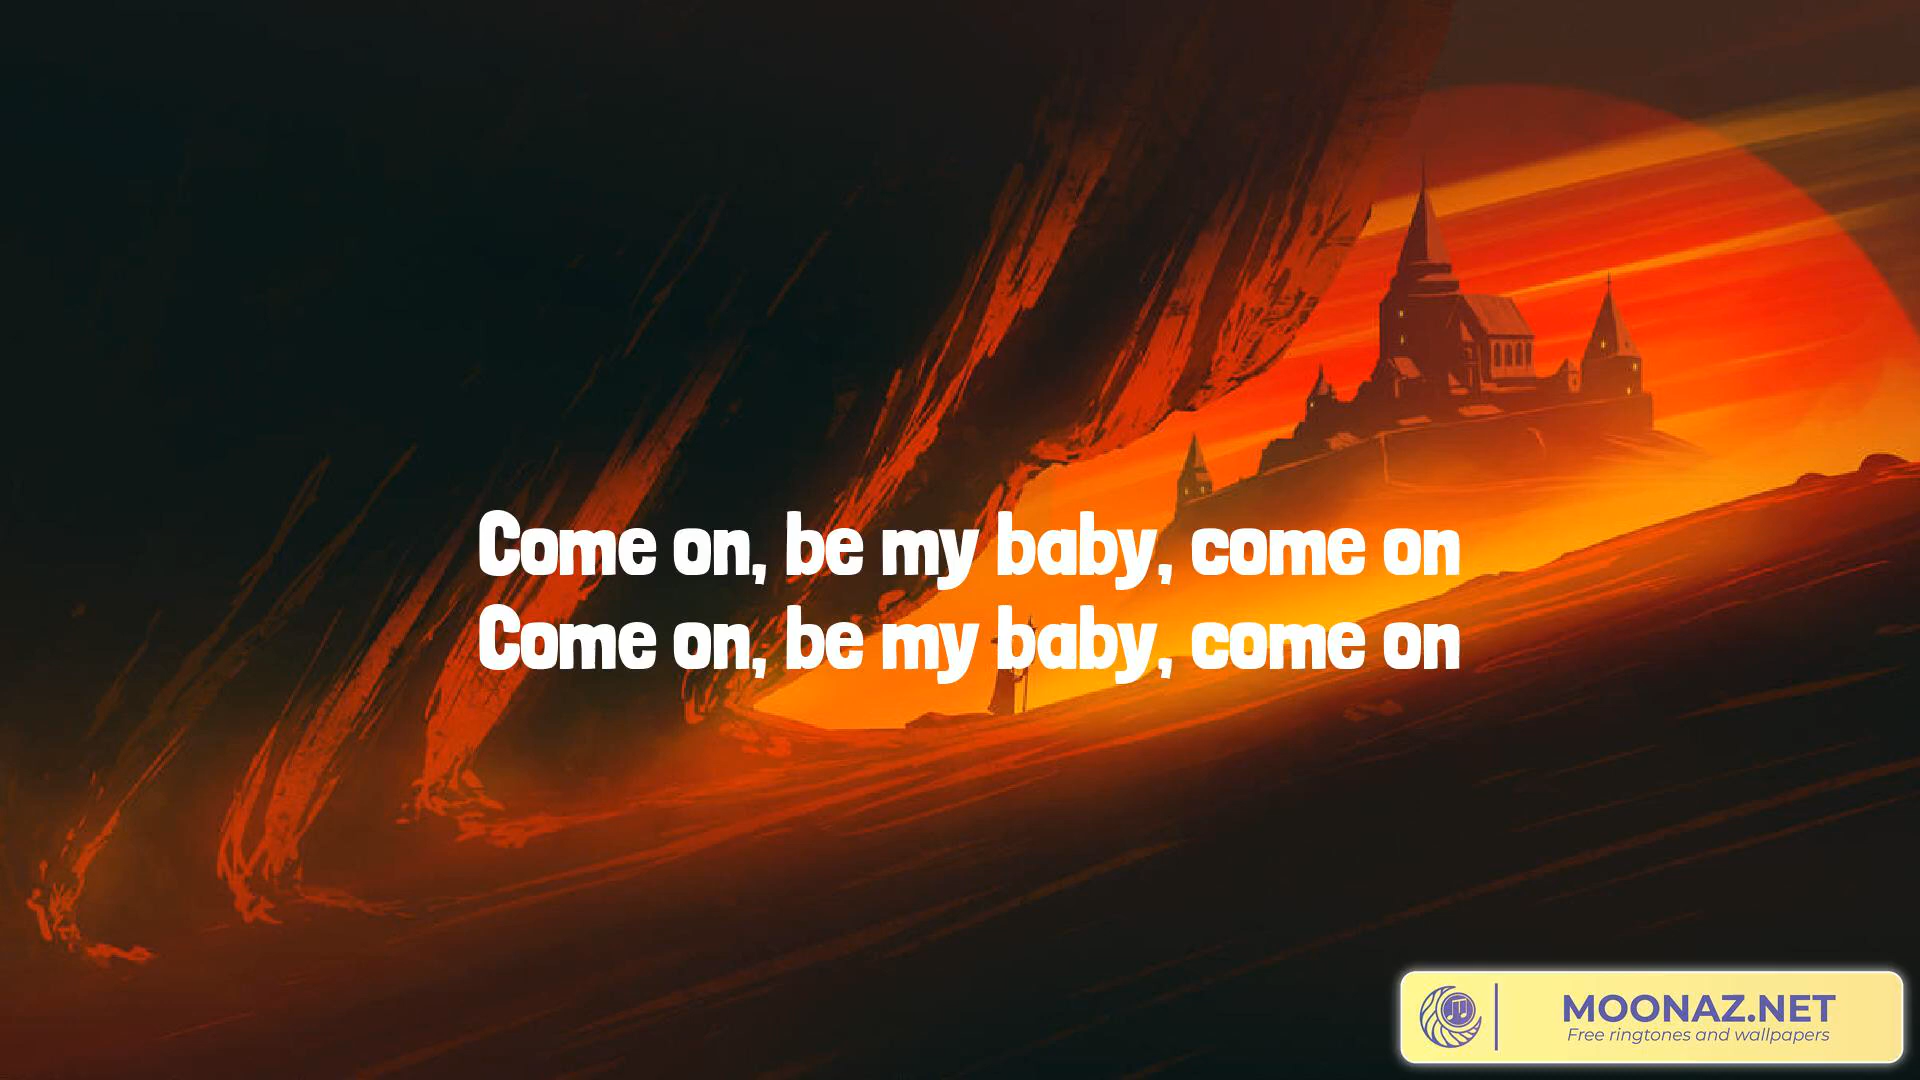 Come on, be my baby, come on
Come on, be my baby, come on
MOONAZ.NET
Free ringtones and wallpapers